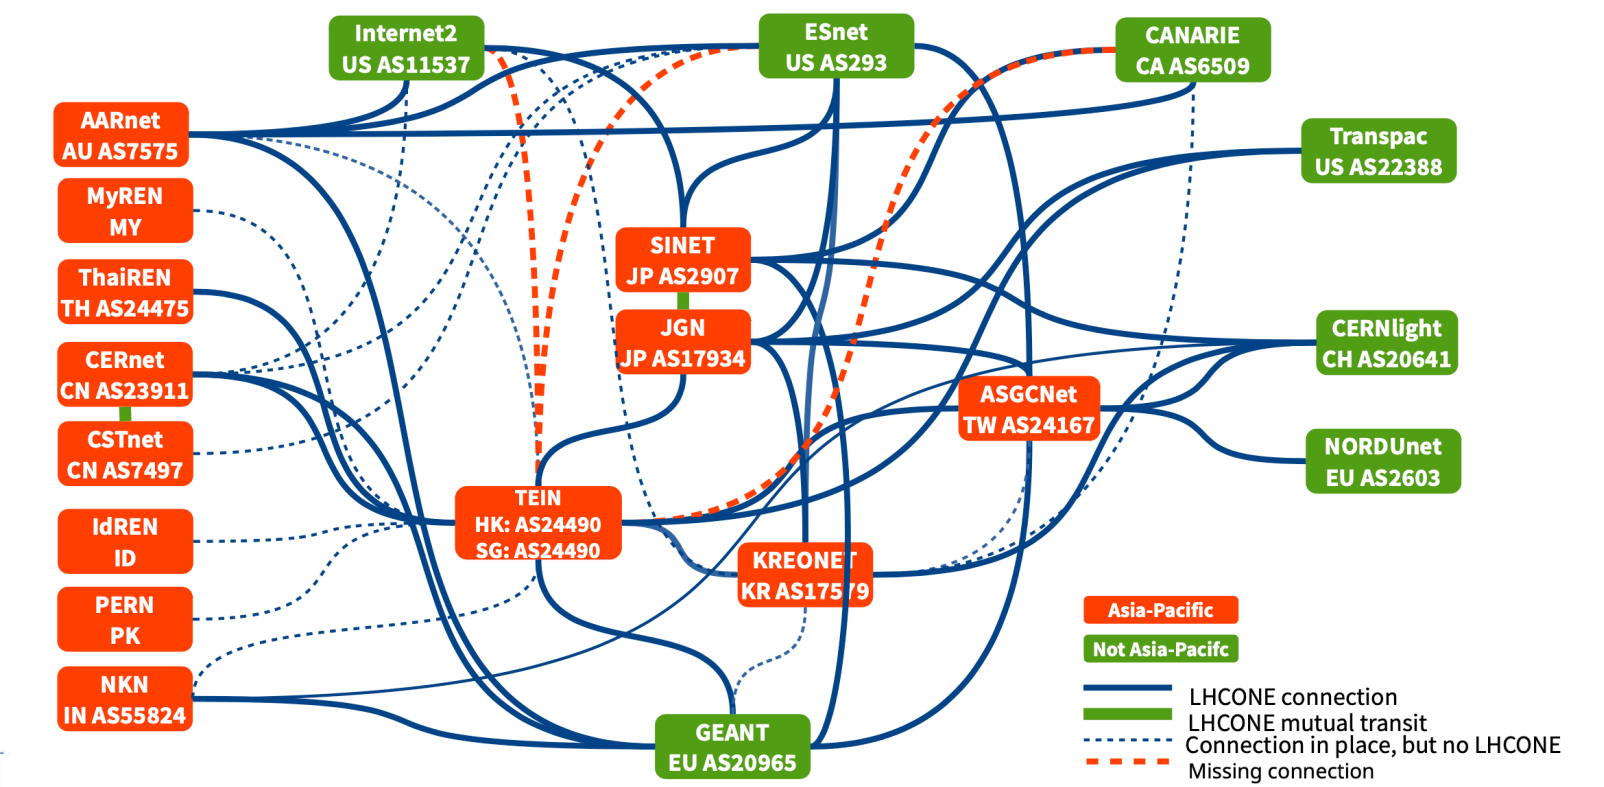 Internet2
US AS11537
ESnet
US AS293
CANARIE
CA AS6509
AARnet
AU AS7575
Transpac
US AS22388
MyREN
MY
SINET
JP AS2907
ThaiREN
TH AS24475
JGN
JP AS17934
CERNlight
CH AS20641
CERnet
CN AS23911
ASGCNet
TW AS24167
CSTnet
CN AS7497
NORDUnet
EU AS2603
TEIN
HK: AS24490
SG: AS24490
IdREN
ID
KREONET
KR AS17579
PERN
PK
NKN
IN AS55824
GEANT
EU AS20965
Asia-Pacific
Not Asia-Pacifc
LHCONE connection
LHCONE mutual transit
Connection in place, but no LHCONE
Missing connection